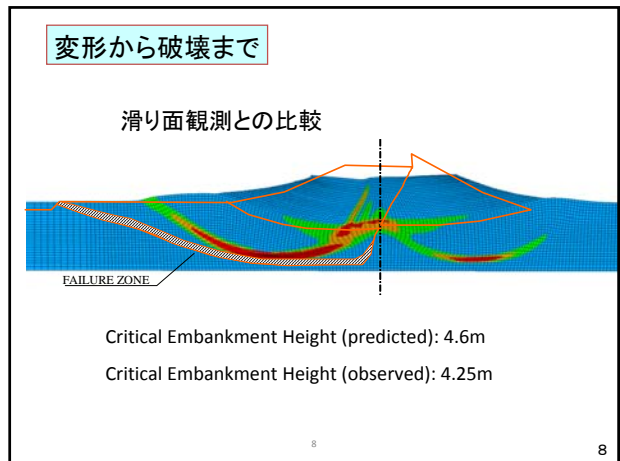 変形から破壊まで
滑り面観測との比較
FAILURE ZONE
Critical Embankment Height (predicted): 4.6m
Critical Embankment Height (observed): 4.25m
8
8